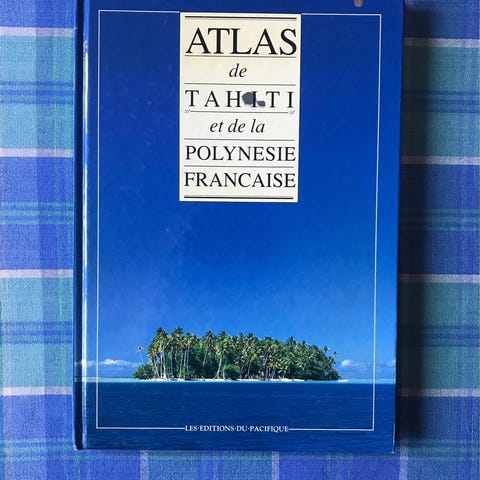 ATLAS
de
TAHITI
et de la
POLYNESIE
FRANCAISE
LES·EDITIONS·DU·PACIFIQUE